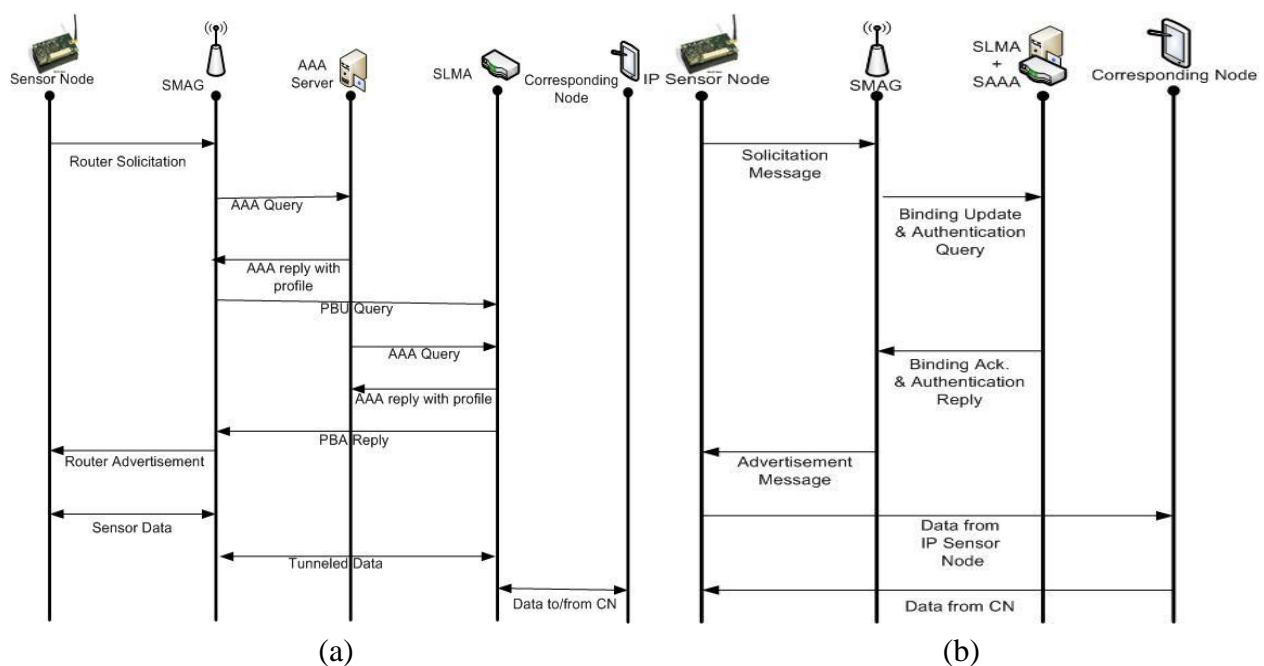 Sensor Node
SMAG
AAA
Server
SLMA
Corresponding
Node
Router Solicitation
AAA Query
AAA reply with
profile
PBU Query
AAA Query
AAA reply with profile
PBA Reply
Router Advertisement
Sensor Data
Tunneled Data
Data to/from CN
(a)
IP Sensor Node
SMAG
SLMA
+
SAAA
Corresponding Node
Solicitation
Message
Binding Update
& Authentication
Query
Binding Ack.
& Authentication
Reply
Advertisement
Message
Data from
IP Sensor
Node
Data from CN
(b)